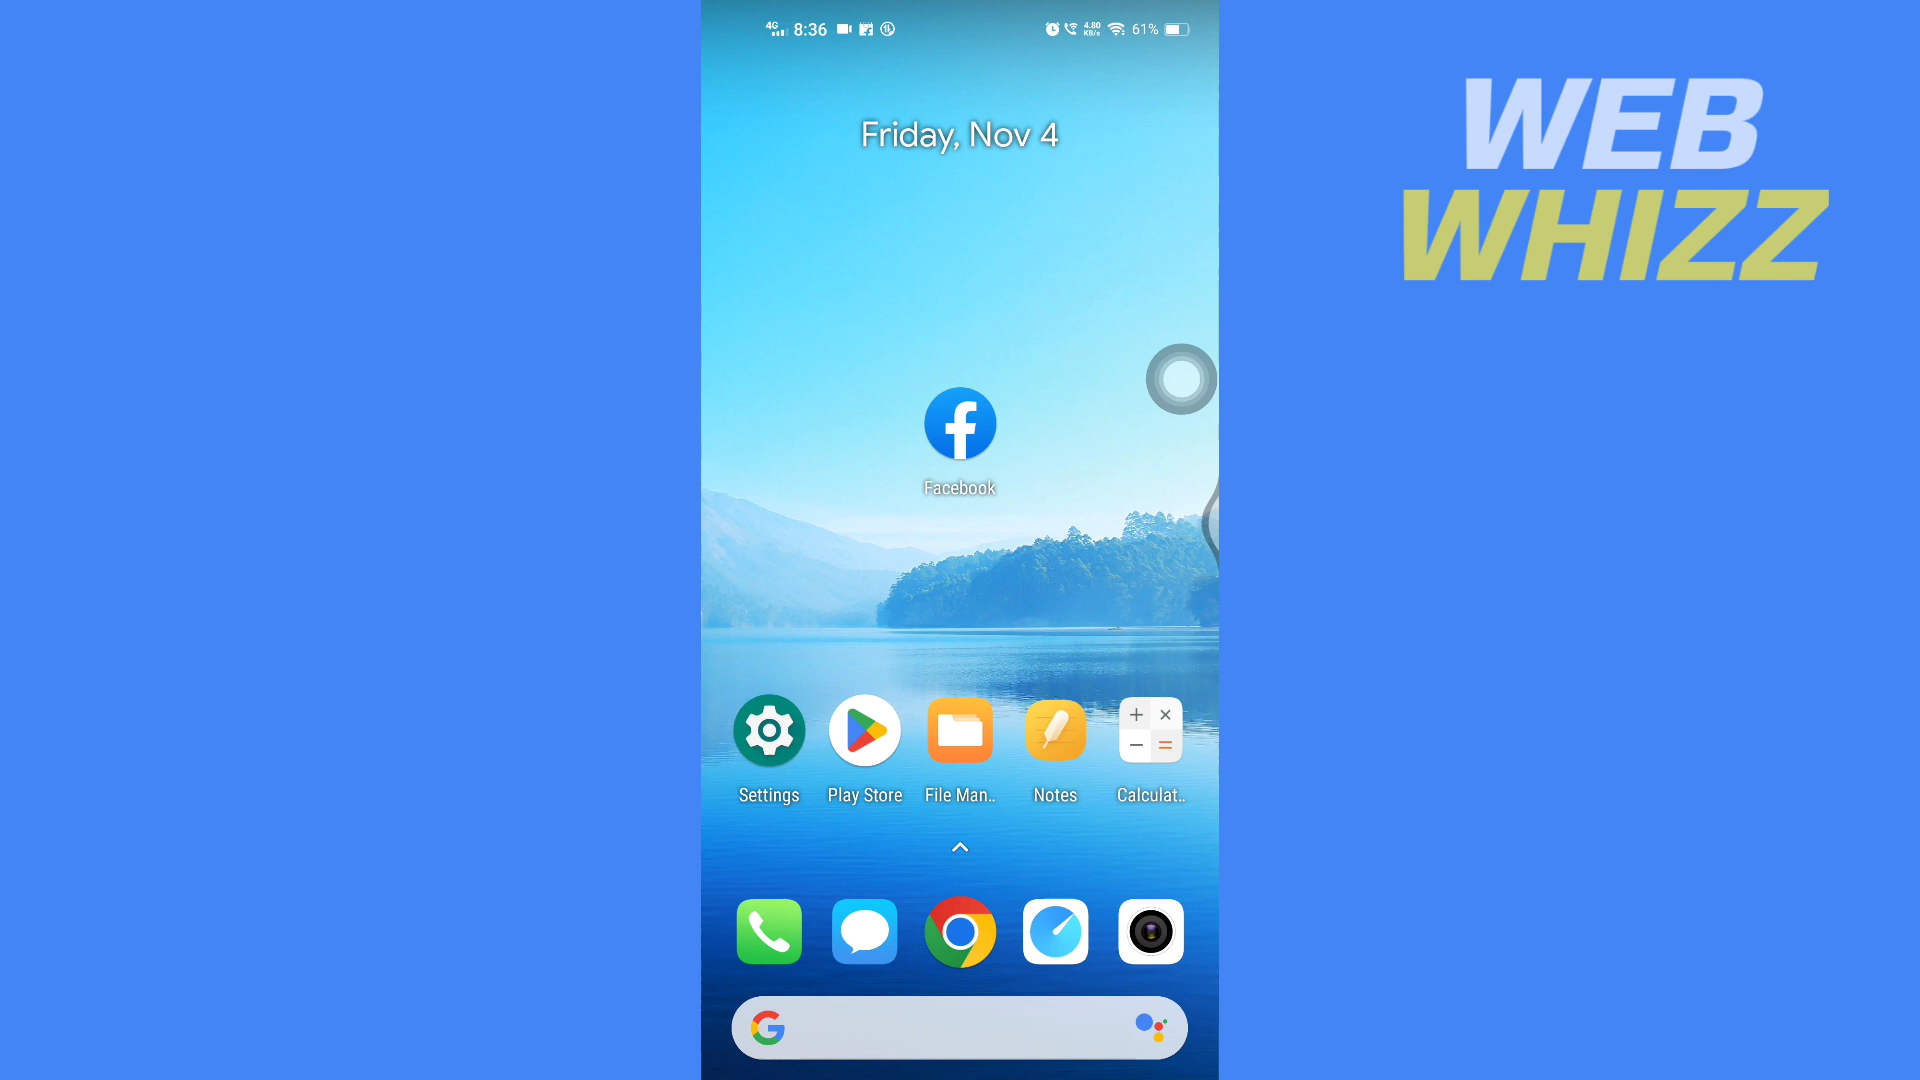 4G 8:36 4.80 KB/s 61%
Friday, Nov 4
WEB
WHIZZ
Facebook
Settings Play Store File Man.. Notes Calculat..